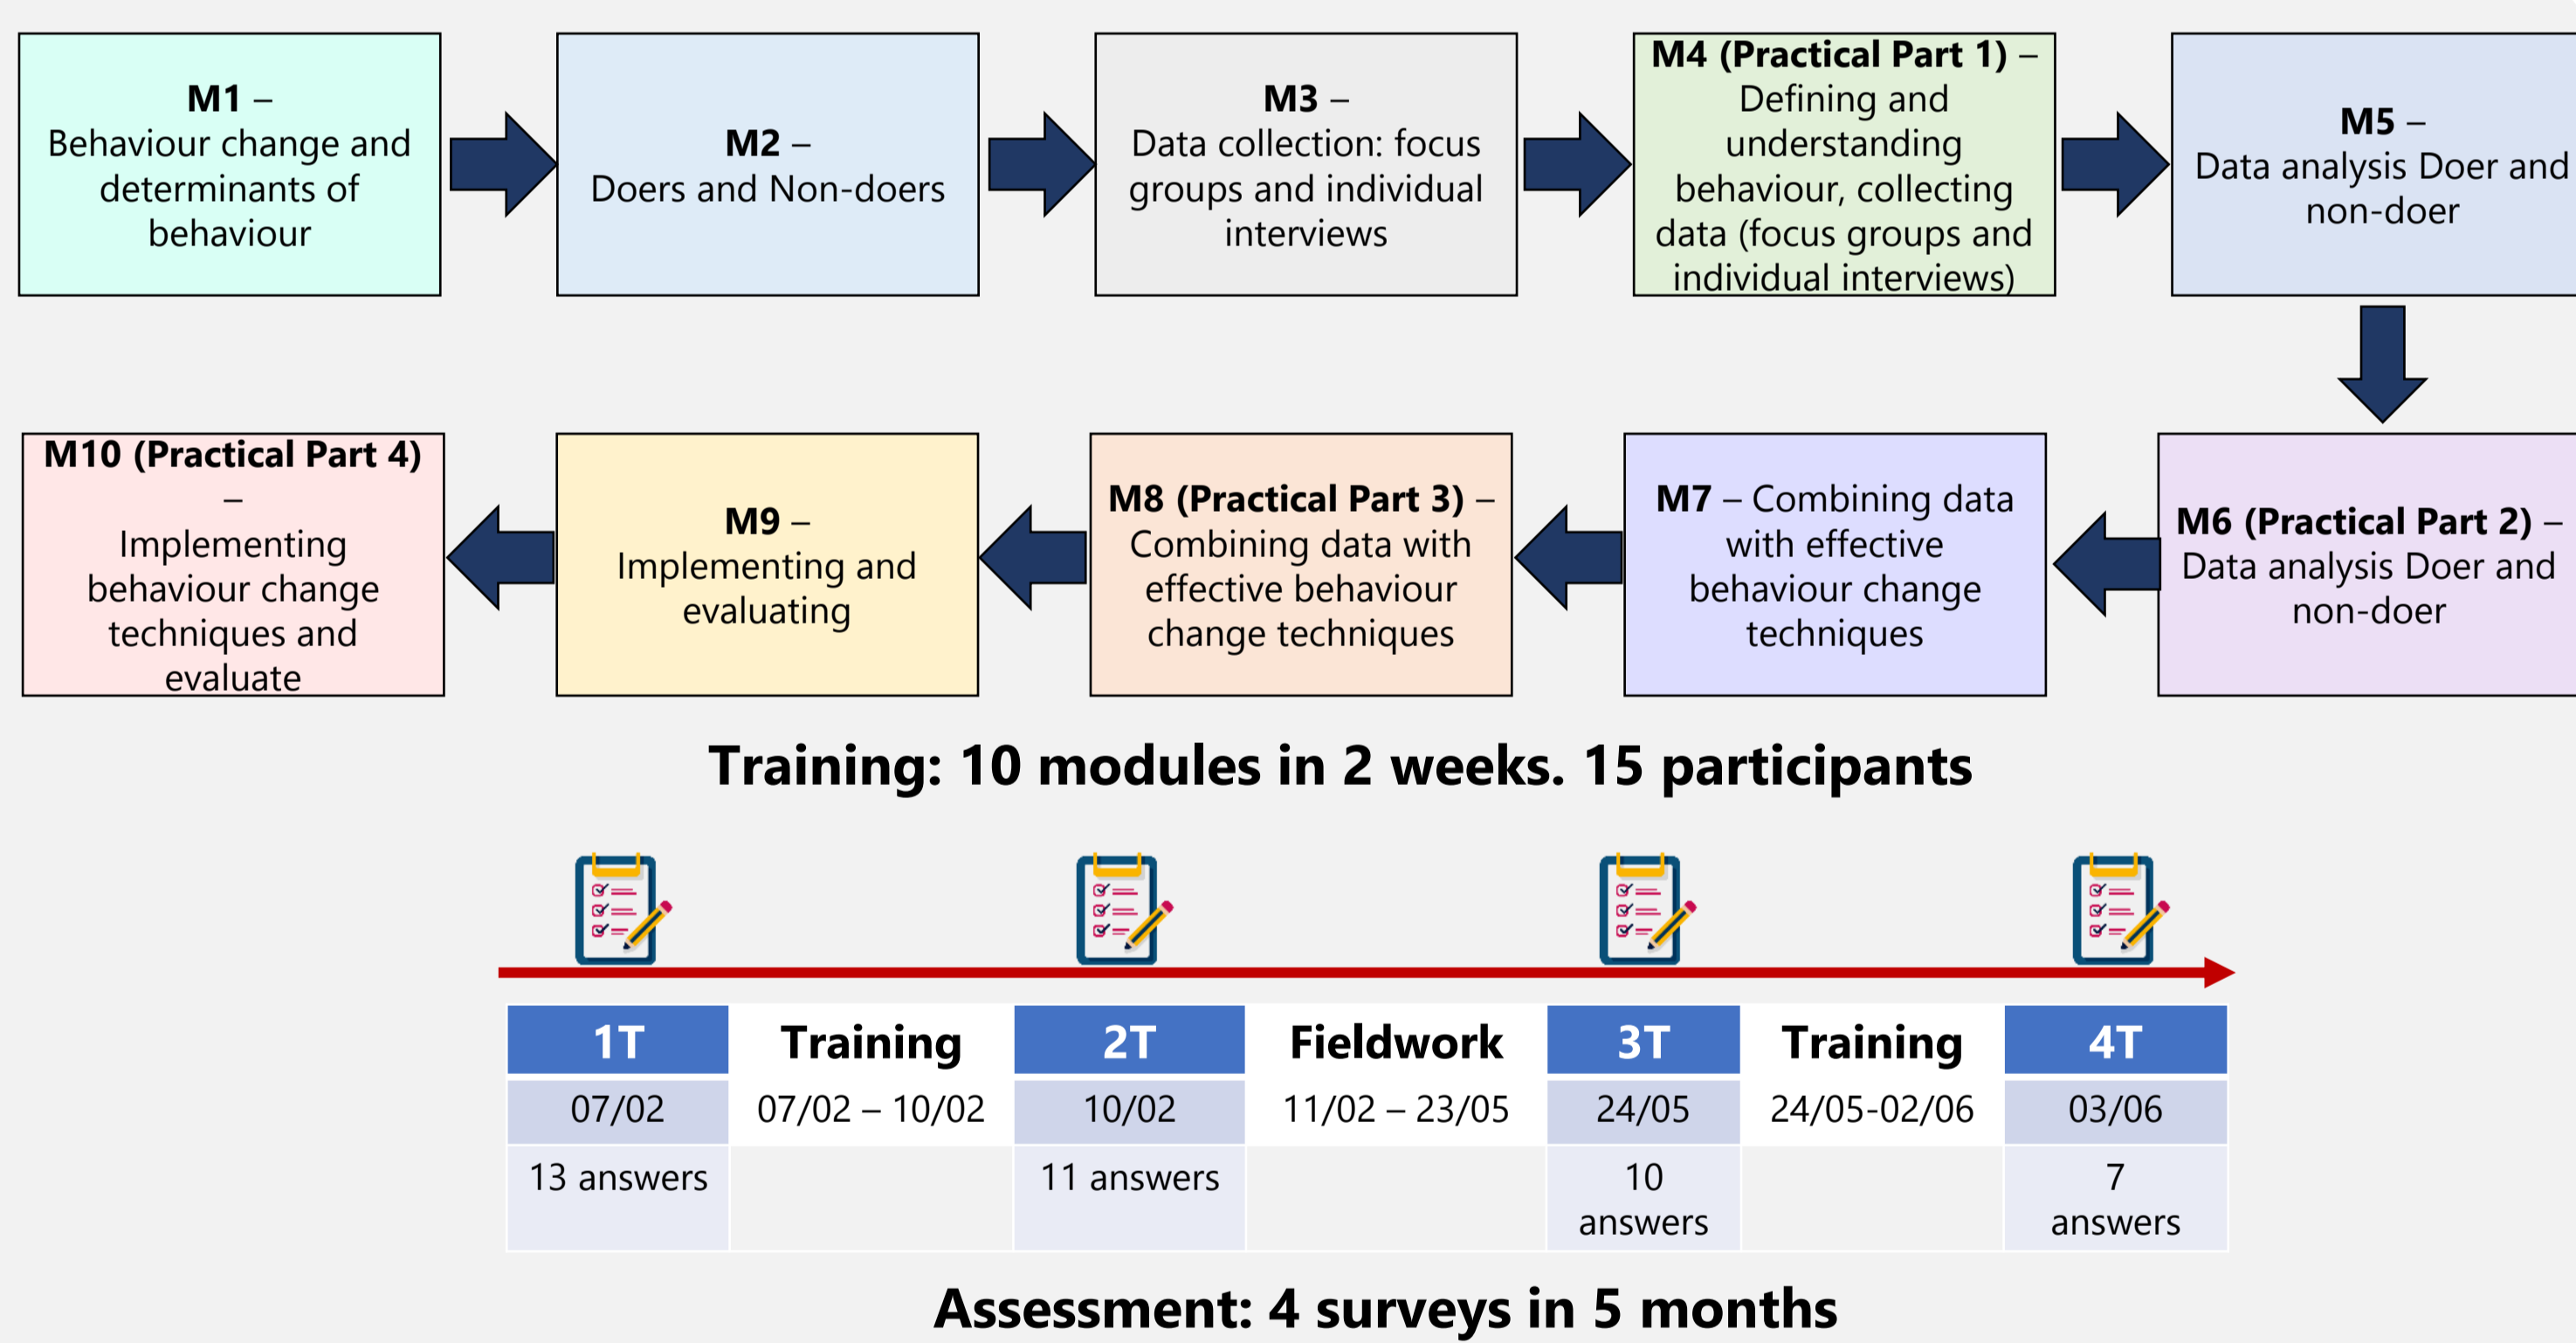 M1 –
Behaviour change and
determinants of
behaviour
M2 –
Doers and Non-doers
M3 –
Data collection: focus
groups and individual
interviews
M4 (Practical Part 1) –
Defining and
understanding
behaviour, collecting
data (focus groups and
individual interviews)
M5 –
Data analysis Doer and
non-doer
M10 (Practical Part 4)
–
Implementing
behaviour change
techniques and
evaluate
M9 –
Implementing and
evaluating
M8 (Practical Part 3) –
Combining data with
effective behaviour
change techniques
M7 – Combining data
with effective
behaviour change
techniques
M6 (Practical Part 2) –
Data analysis Doer and
non-doer
Training: 10 modules in 2 weeks. 15 participants
1T Training 2T Fieldwork 3T Training 4T
07/02 07/02 – 10/02 10/02 11/02 – 23/05 24/05 24/05-02/06 03/06
13 answers 11 answers 10 answers 7 answers
Assessment: 4 surveys in 5 months